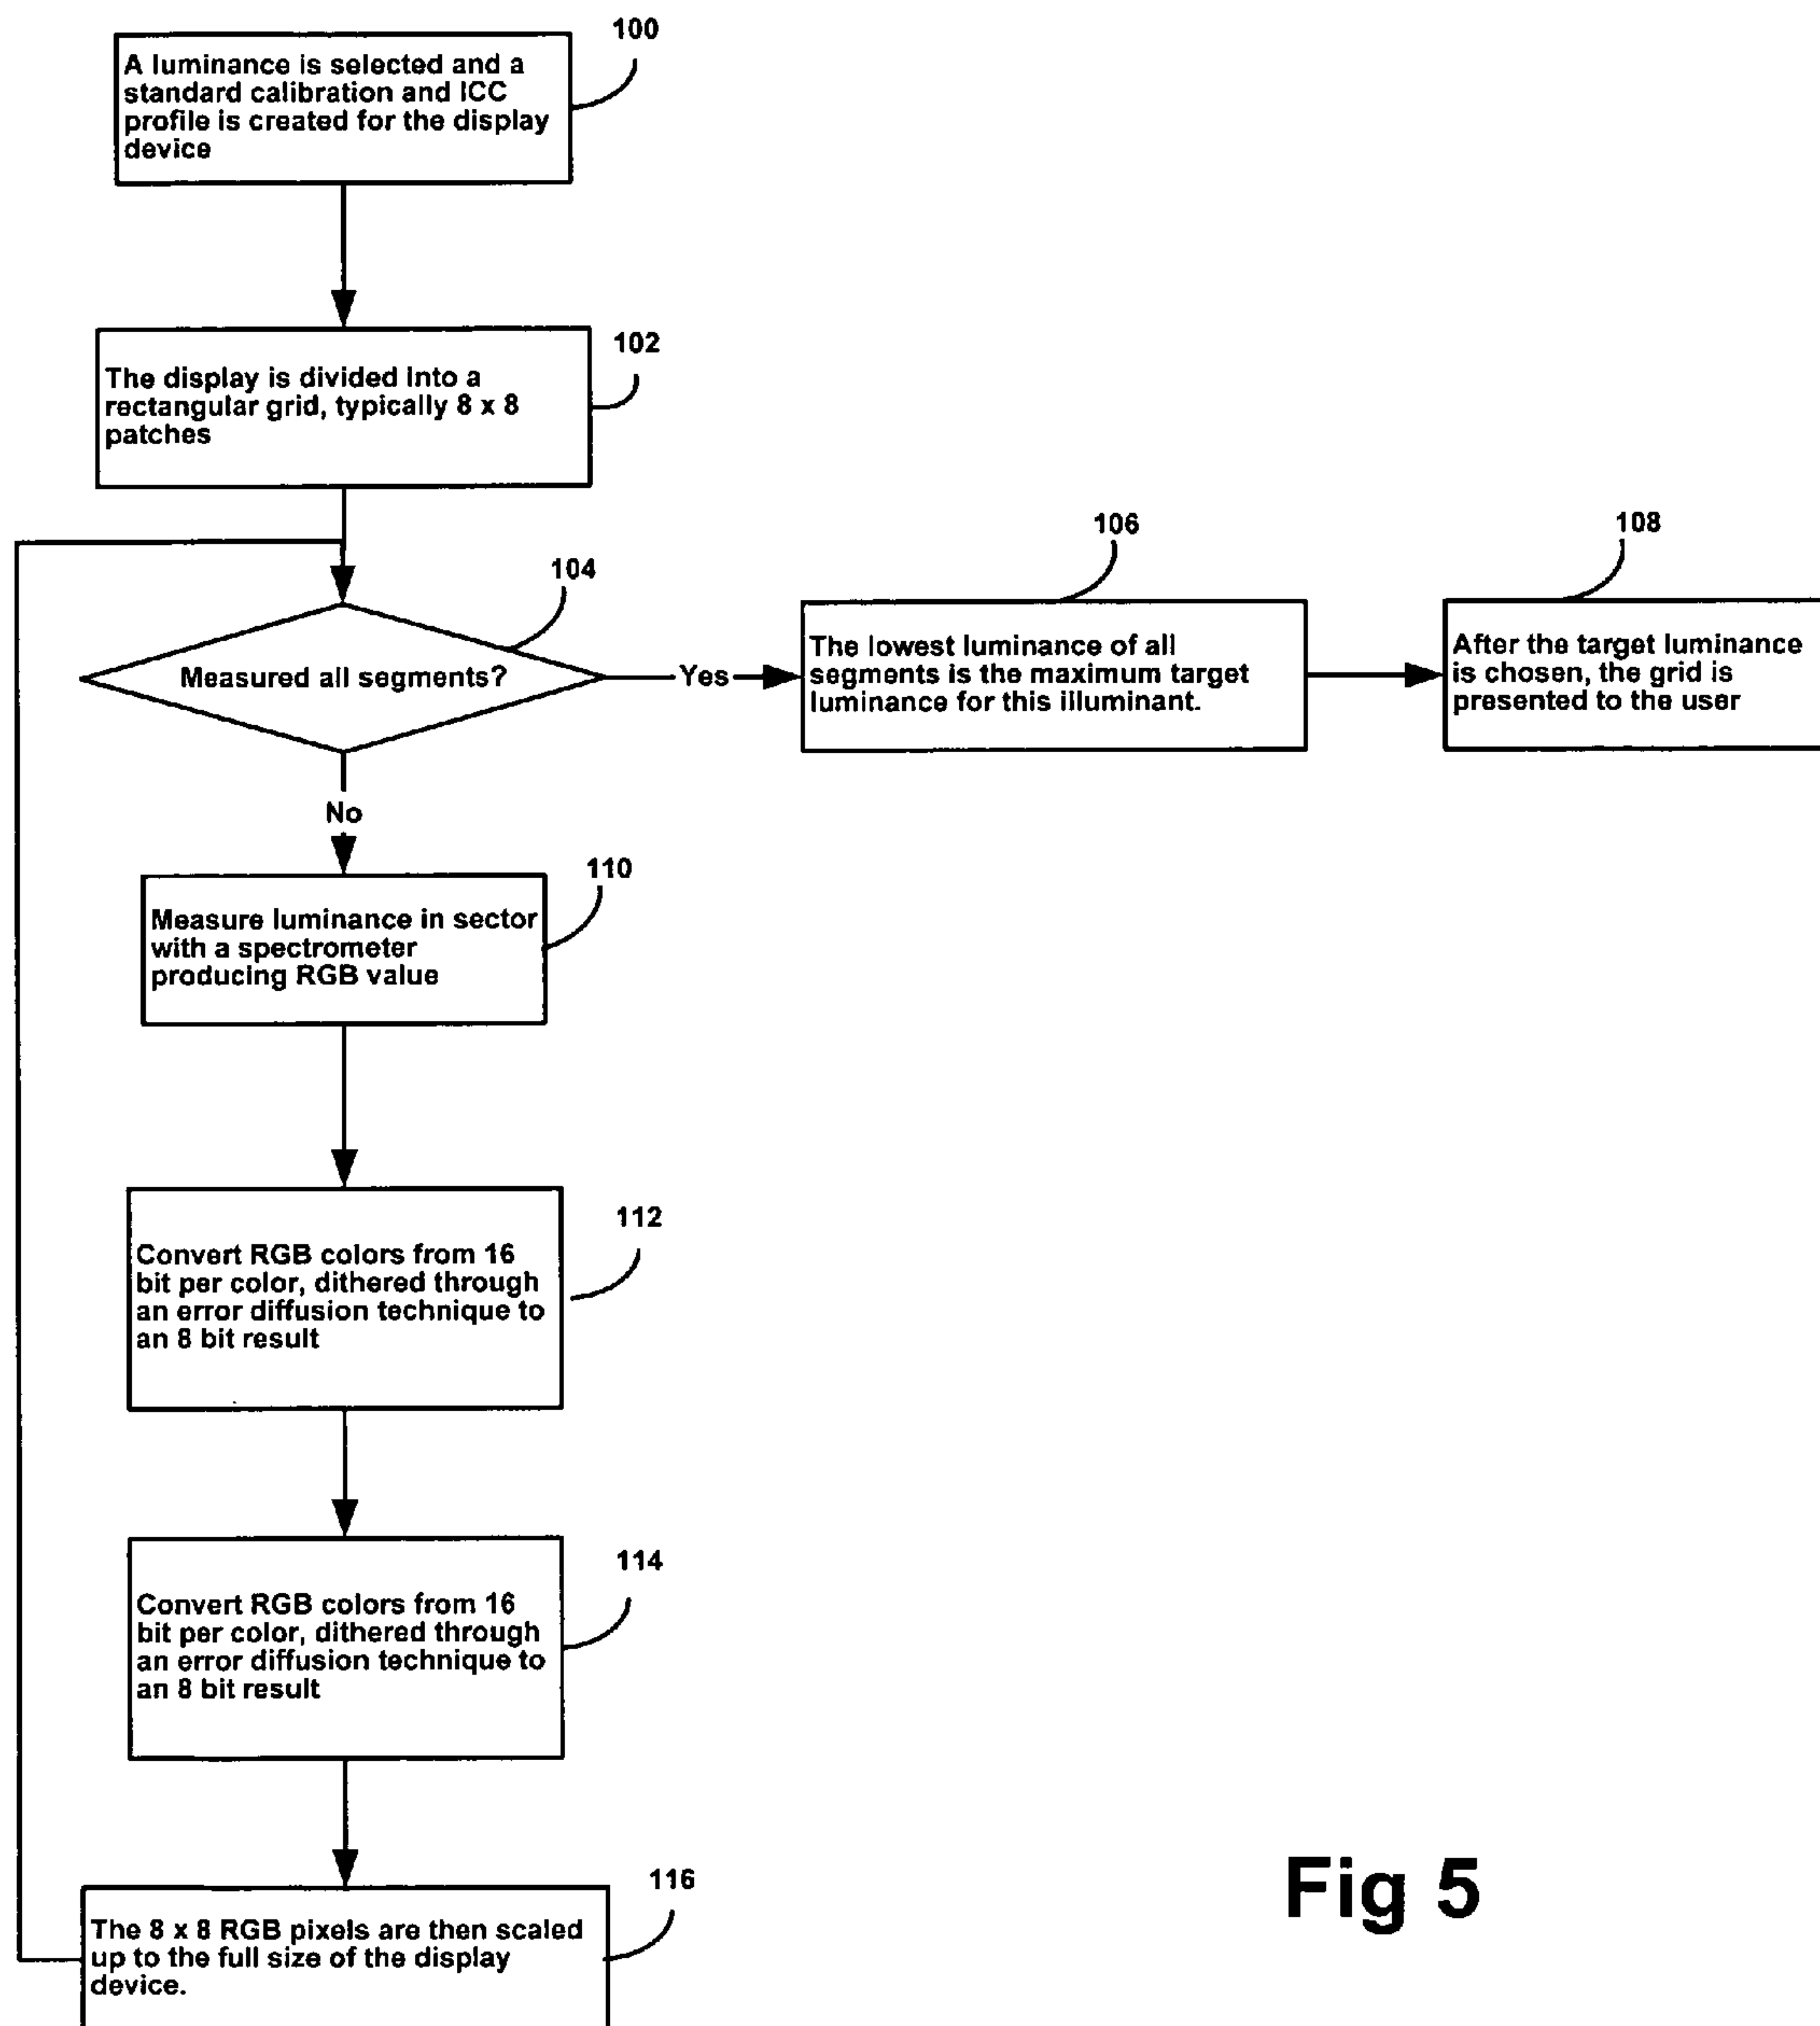 100
A luminance is selected and a
standard calibration and ICC
profile is created for the display
device
102
The display is divided into a
rectangular grid, typically 8 x 8
patches
104
Measured all segments?
Yes
106
The lowest luminance of all
segments is the maximum target
luminance for this illuminant.
108
After the target luminance
is chosen, the grid is
presented to the user
No
110
Measure luminance in sector
with a spectrometer
producing RGB value
112
Convert RGB colors from 16
bit per color, dithered through
an error diffusion technique to
an 8 bit result
114
Convert RGB colors from 16
bit per color, dithered through
an error diffusion technique to
an 8 bit result
116
The 8 x 8 RGB pixels are then scaled
up to the full size of the display
device.
Fig 5